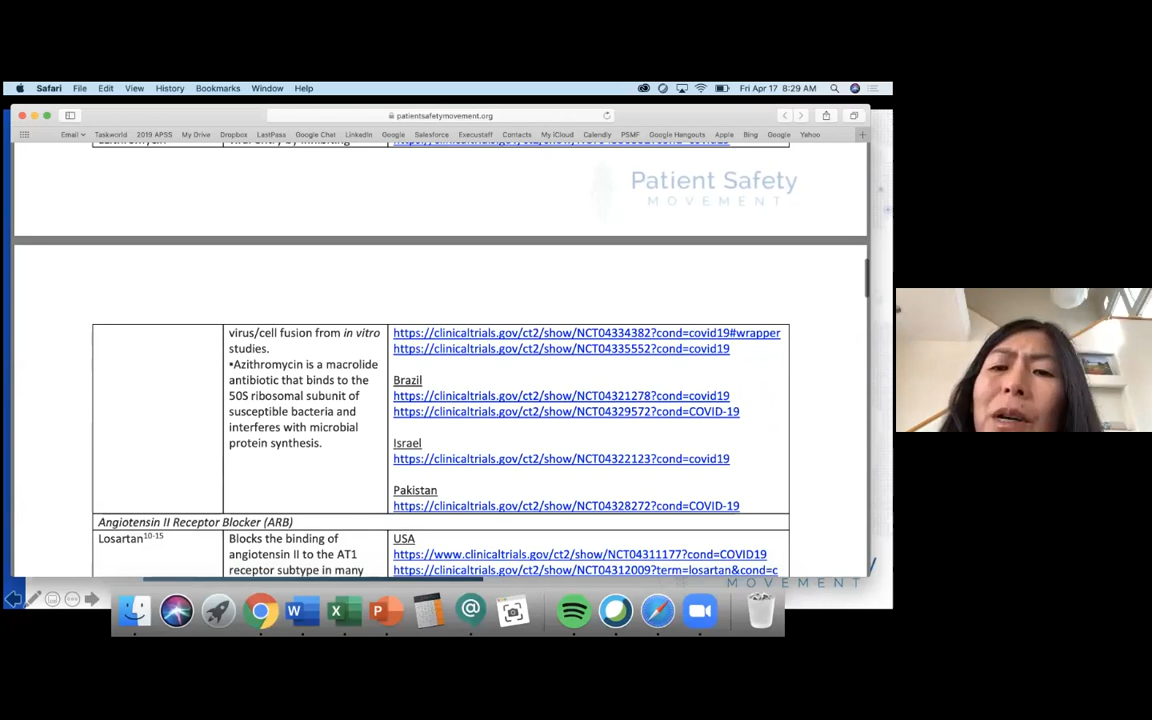 Safari File Edit View History Bookmarks Window Help Fri Apr 17 8:29 AM
patientsafetymovement.org
Email Taskworld 2019 APSS My Drive Dropbox LastPass Google Chat LinkedIn Google Salesforce Execustaff Contacts My iCloud Calendly PSMF Google Hangouts Apple Bing Google Yahoo
Patient Safety
MOVEMENT
virus/cell fusion from in vitro
studies.
•Azithromycin is a macrolide
antibiotic that binds to the
50S ribosomal subunit of
susceptible bacteria and
interferes with microbial
protein synthesis.
https://clinicaltrials.gov/ct2/show/NCT04334382?cond=covid19#wrapper
https://clinicaltrials.gov/ct2/show/NCT04335552?cond=covid19
Brazil
https://clinicaltrials.gov/ct2/show/NCT04321278?cond=covid19
https://clinicaltrials.gov/ct2/show/NCT04329572?cond=COVID-19
Israel
https://clinicaltrials.gov/ct2/show/NCT04322123?cond=covid19
Pakistan
https://clinicaltrials.gov/ct2/show/NCT04328272?cond=COVID-19
Angiotensin II Receptor Blocker (ARB)
Losartan10-15
Blocks the binding of
angiotensin II to the AT1
receptor subtype in many
USA
https://www.clinicaltrials.gov/ct2/show/NCT04311177?cond=COVID19
https://clinicaltrials.gov/ct2/show/NCT04312009?term=losartan&cond=c
MOVEMENT